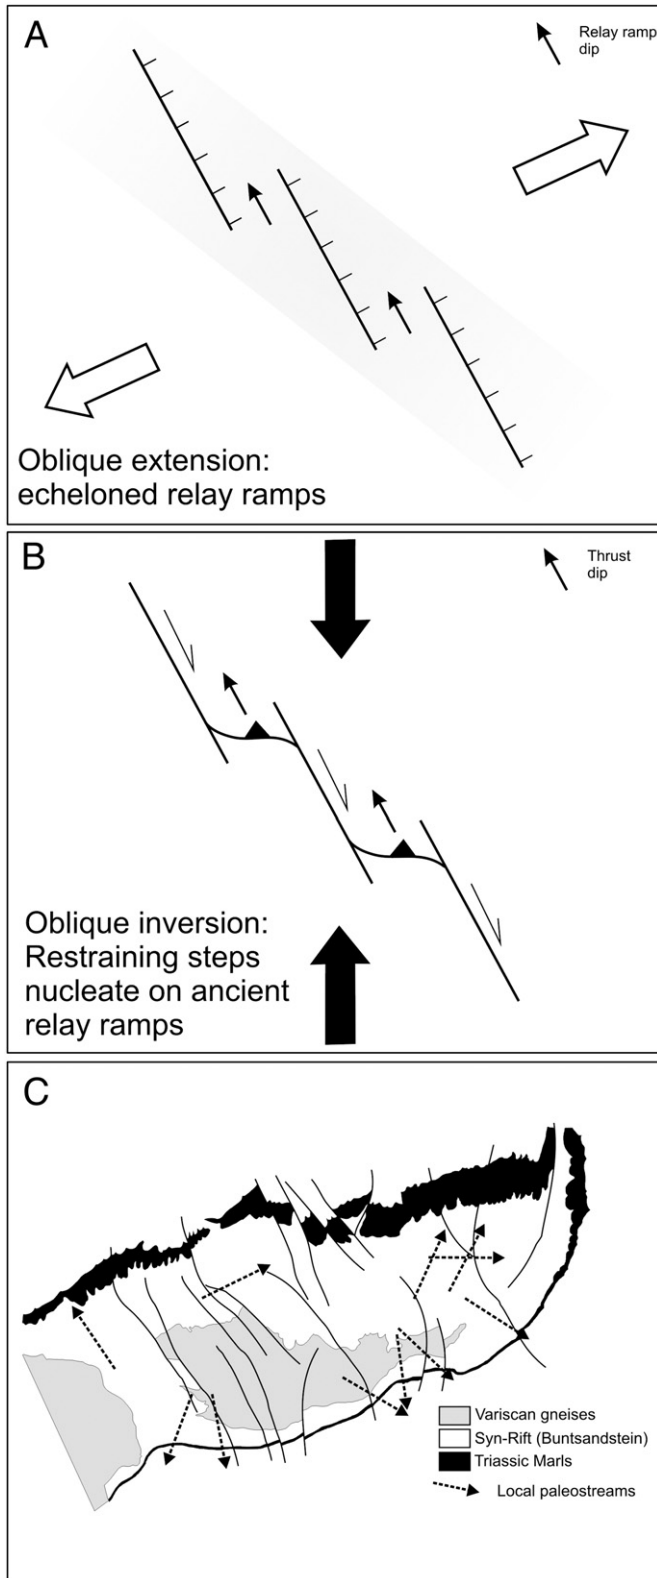 A
Relay ramp
dip
Oblique extension:
echeloned relay ramps
B
Thrust
dip
Oblique inversion:
Restraining steps
nucleate on ancient
relay ramps
C
Variscan gneises
Syn-Rift (Buntsandstein)
Triassic Marls
Local paleostreams